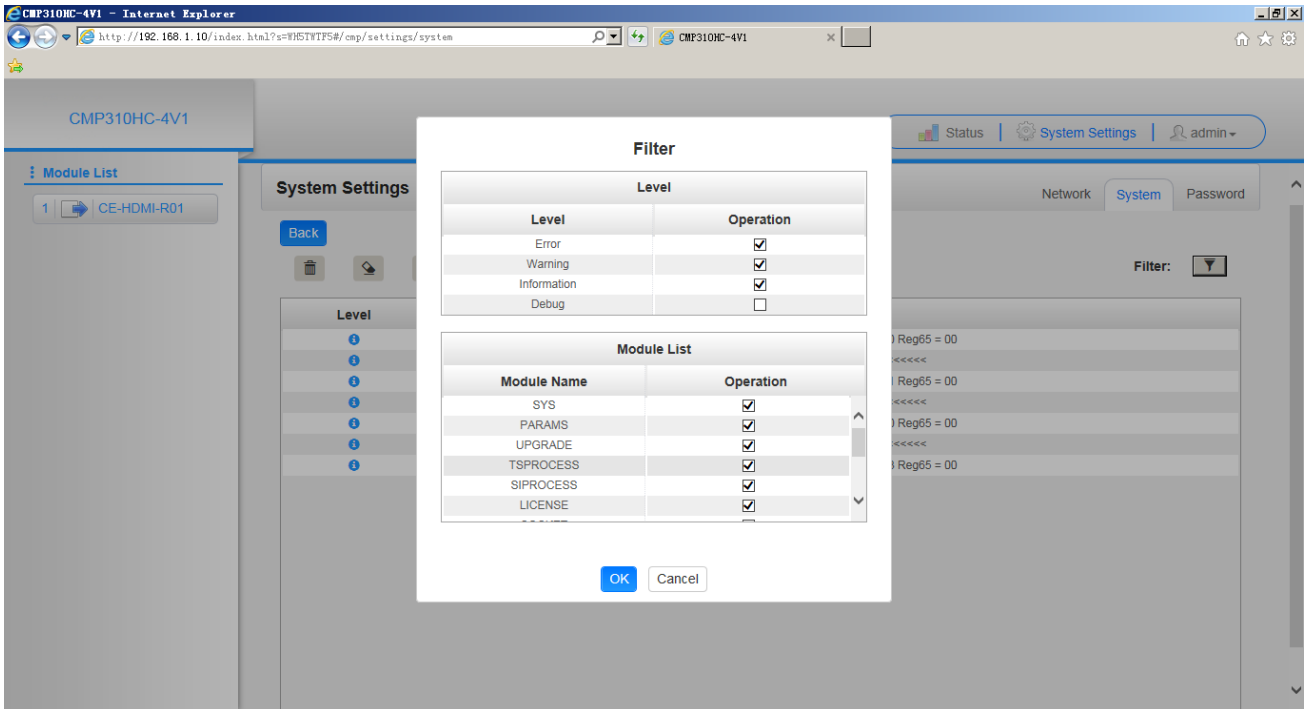 CMP310HC-4V1 - Internet Explorer
http://192.168.1.10/index.html?s=WH5TWTF5#/cmp/settings/system
CMP310HC-4V1
CMP310HC-4V1
Status | System Settings | admin
Module List
1 CE-HDMI-R01
System Settings
Network System Password
Back
Filter:
Level
Reg65 = 00
<<<<<
Reg65 = 00
<<<<<
Reg65 = 00
<<<<<
Reg65 = 00
Filter
Level
Level Operation
Error
Warning
Information
Debug
Module List
Module Name Operation
SYS
PARAMS
UPGRADE
TSPROCESS
SIPROCESS
LICENSE
OK Cancel